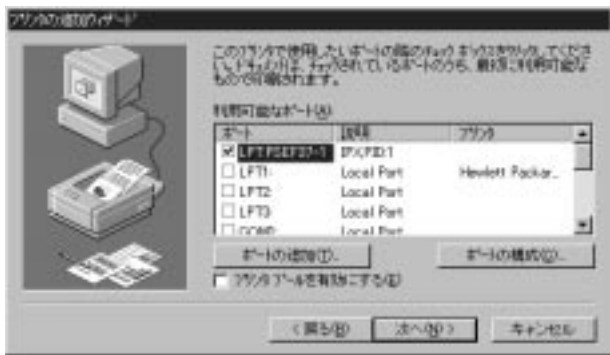 プリンタの追加ウィザード
このプリンタで使用したいポートの隣のチェック ボックスをクリックしてくださ
い。ドキュメントは、チェックされているポートのうち、最初に利用可能な
もので印刷されます。
利用可能なポート(A)
ポート 説明 プリンタ
LPT1: Local Port Hewlett Packar...
LPT2: Local Port
LPT3: Local Port
COM1: Local Port
ポートの追加(T)... ポートの構成(C)...
プリンタ プールを有効にする(E)
< 戻る(B) 次へ(N) > キャンセル